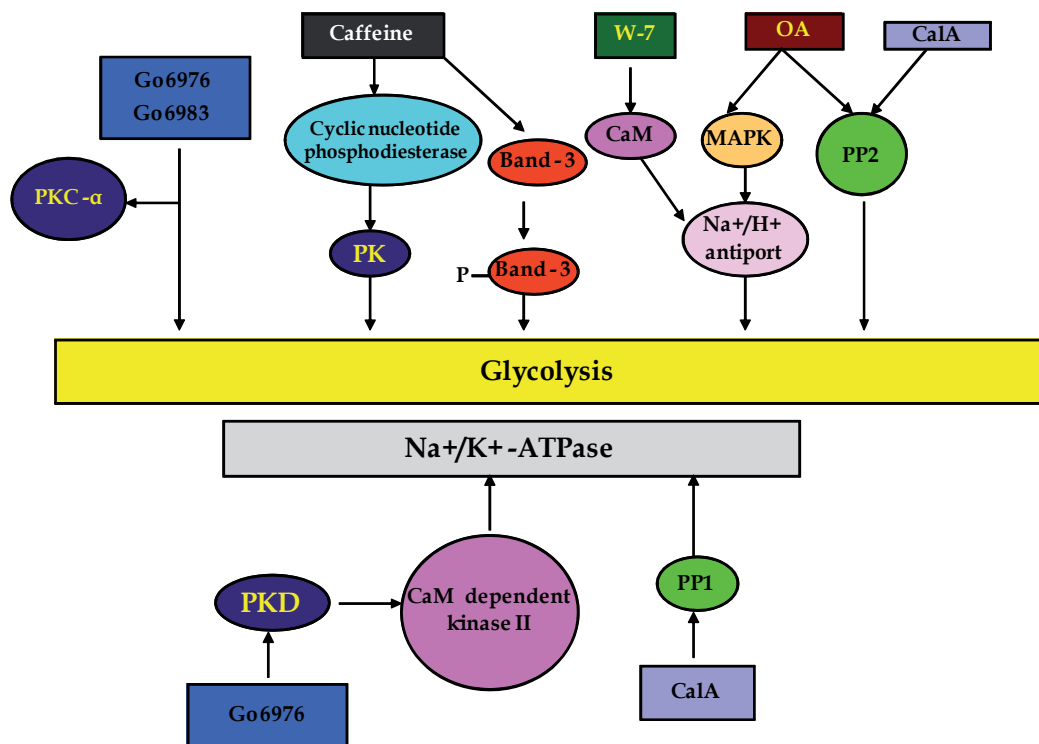 Caffeine
W-7
OA
CalA
Go6976
Go6983
Cyclic nucleotide
phosphodiesterase
Band-3
CaM
MAPK
PP2
PKC-α
PK
P
Band-3
Na+/H+
antiport
Glycolysis
Na+/K+-ATPase
PKD
CaM dependent
kinase II
PP1
Go6976
CalA